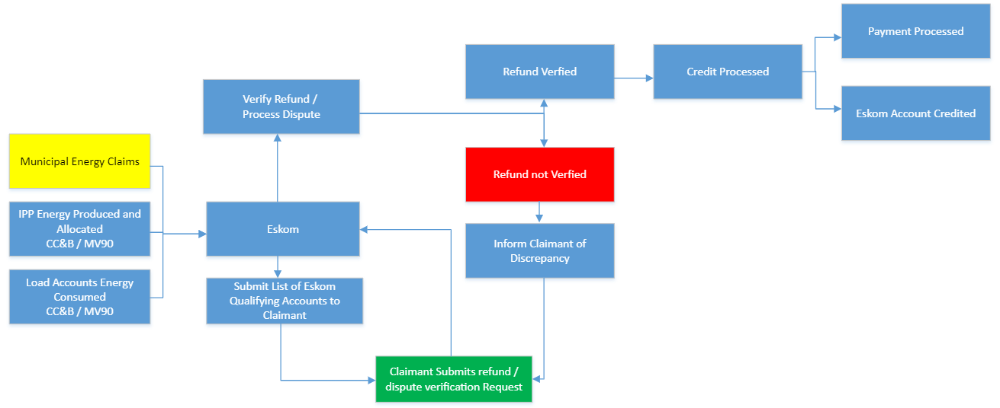 Payment Processed
Refund Verfied
Credit Processed
Verify Refund /
Process Dispute
Eskom Account Credited
Municipal Energy Claims
Refund not Verfied
IPP Energy Produced and
Allocated
CC&B / MV90
Eskom
Inform Claimant of
Discrepancy
Load Accounts Energy
Consumed
CC&B / MV90
Submit List of Eskom
Qualifying Accounts to
Claimant
Claimant Submits refund /
dispute verification Request